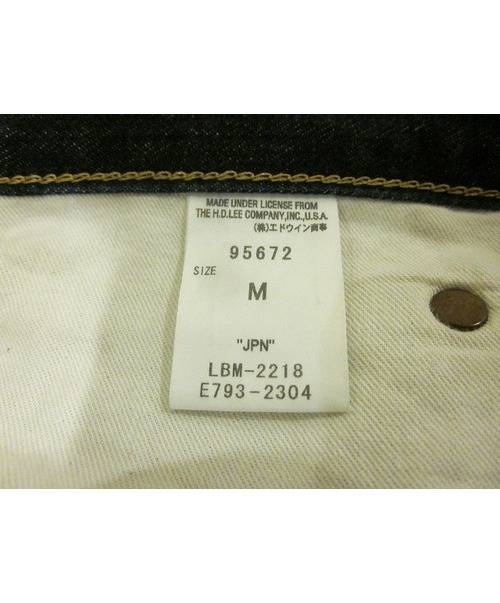 MADE UNDER LICENSE FROM
THE H.D.LEE COMPANY,INC.,U.S.A.
(株)エドウイン商事
95672
SIZE
M
"JPN"
LBM-2218
E793-2304